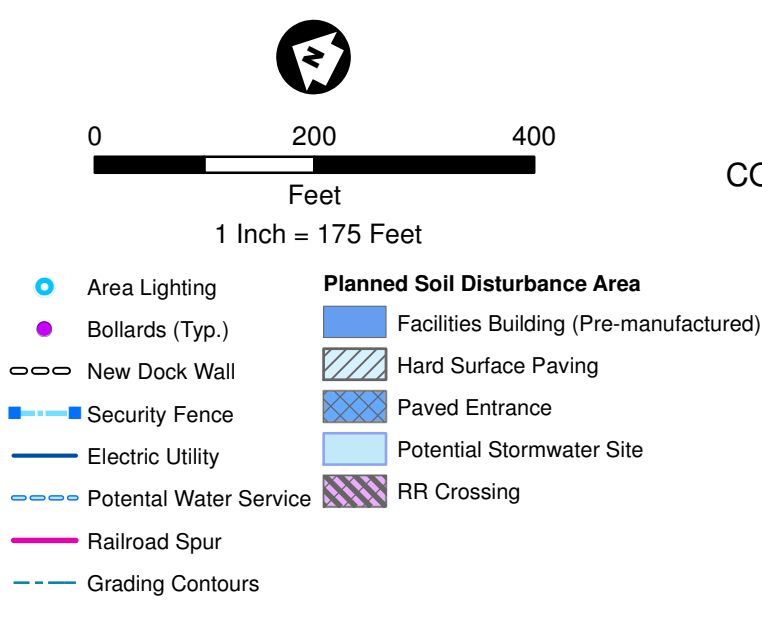 N
0 200 400
CO
Feet
1 Inch = 175 Feet
Area Lighting
Bollards (Typ.)
New Dock Wall
Security Fence
Electric Utility
Potental Water Service
Railroad Spur
Grading Contours
Planned Soil Disturbance Area
Facilities Building (Pre-manufactured)
Hard Surface Paving
Paved Entrance
Potential Stormwater Site
RR Crossing